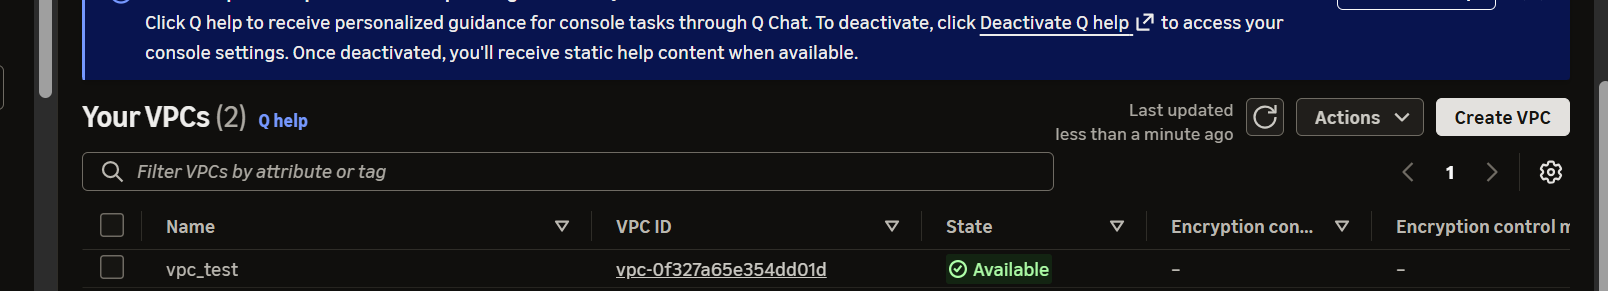 Click Q help to receive personalized guidance for console tasks through Q Chat. To deactivate, click Deactivate Q help to access your
console settings. Once deactivated, you'll receive static help content when available.
Your VPCs (2) Q help
Last updated
less than a minute ago
Actions
Create VPC
Filter VPCs by attribute or tag
1
Name VPC ID State Encryption con... Encryption control
vpc_test vpc-0f327a65e354dd01d Available – –